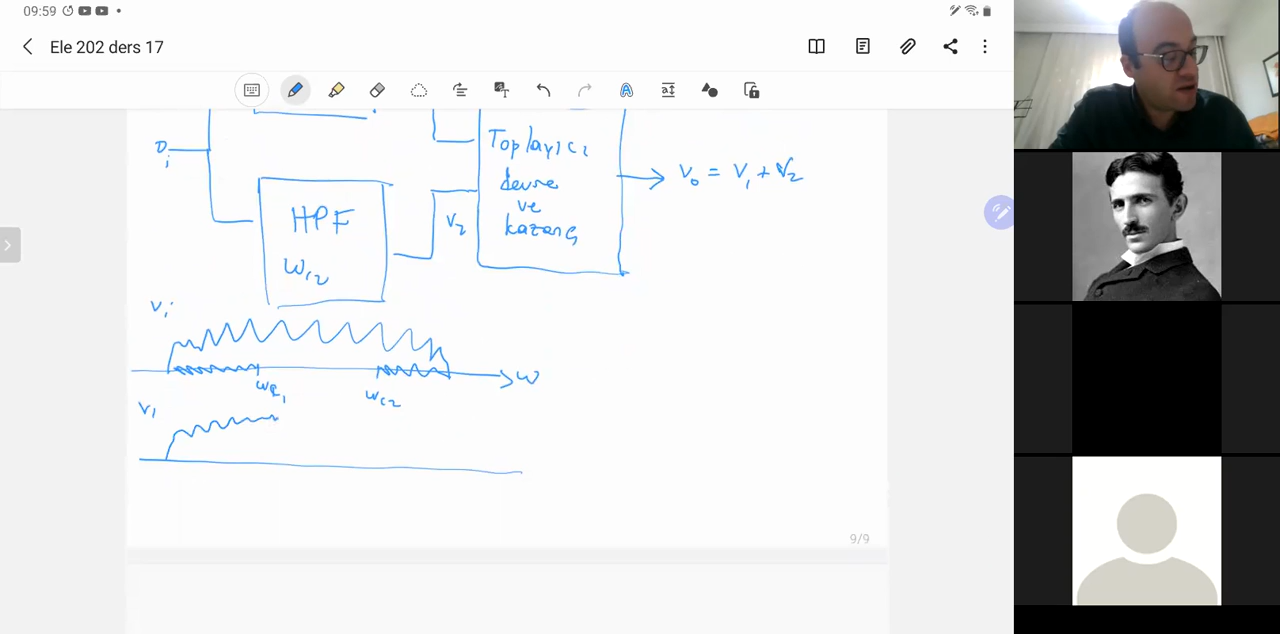 09:59
Ele 202 ders 17
Toplayıcı
devre
ve
kazanç
V₀ = V₁ + V₂
HPF
V₂
ωc2
Vi
ω
ωc1
ωc2
V₁
9/9